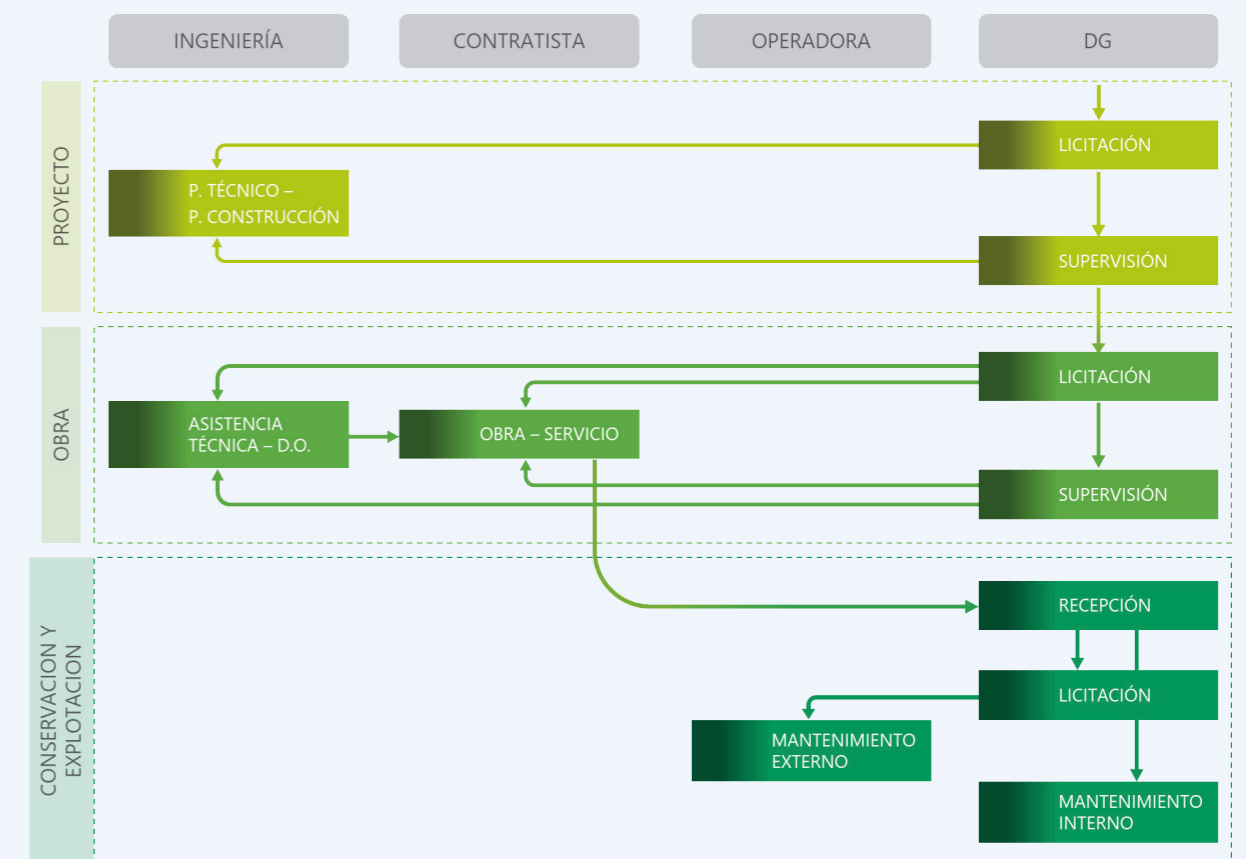 INGENIERÍA
CONTRATISTA
OPERADORA
DG
PROYECTO
LICITACIÓN
P. TÉCNICO –
P. CONSTRUCCIÓN
SUPERVISIÓN
OBRA
LICITACIÓN
ASISTENCIA
TÉCNICA – D.O.
OBRA – SERVICIO
SUPERVISIÓN
CONSERVACION Y
EXPLOTACION
RECEPCIÓN
LICITACIÓN
MANTENIMIENTO
EXTERNO
MANTENIMIENTO
INTERNO